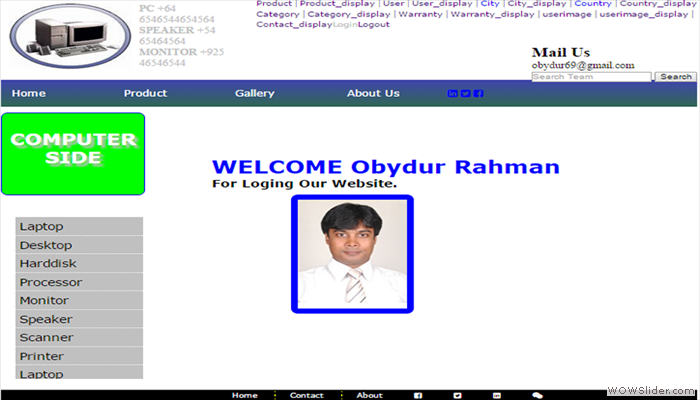 PC +64
6546544654564
SPEAKER +54
65464564
MONITOR +925
46546544
Product | Product_display | User | User_display | City | City_display | Country | Country_display
Category | Category_display | Warranty | Warranty_display | userimage | userimage_display |
Contact_displayLoginLogout
Mail Us
obydur69@gmail.com
Search Team Search
Home Product Gallery About Us
COMPUTER
SIDE
WELCOME Obydur Rahman
For Loging Our Website.
Laptop
Desktop
Harddisk
Processor
Monitor
Speaker
Scanner
Printer
Laptop
Home Contact About
WOWSlider.com